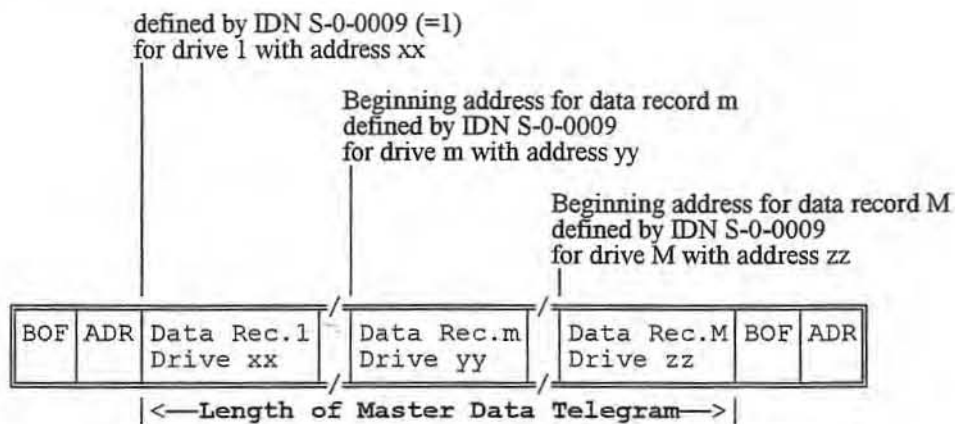 defined by IDN S-0-0009 (=1)
for drive 1 with address xx
Beginning address for data record m
defined by IDN S-0-0009
for drive m with address yy
Beginning address for data record M
defined by IDN S-0-0009
for drive M with address zz
BOF ADR Data Rec.1 Data Rec.m Data Rec.M BOF ADR
Drive xx Drive yy Drive zz
|<—Length of Master Data Telegram—>|